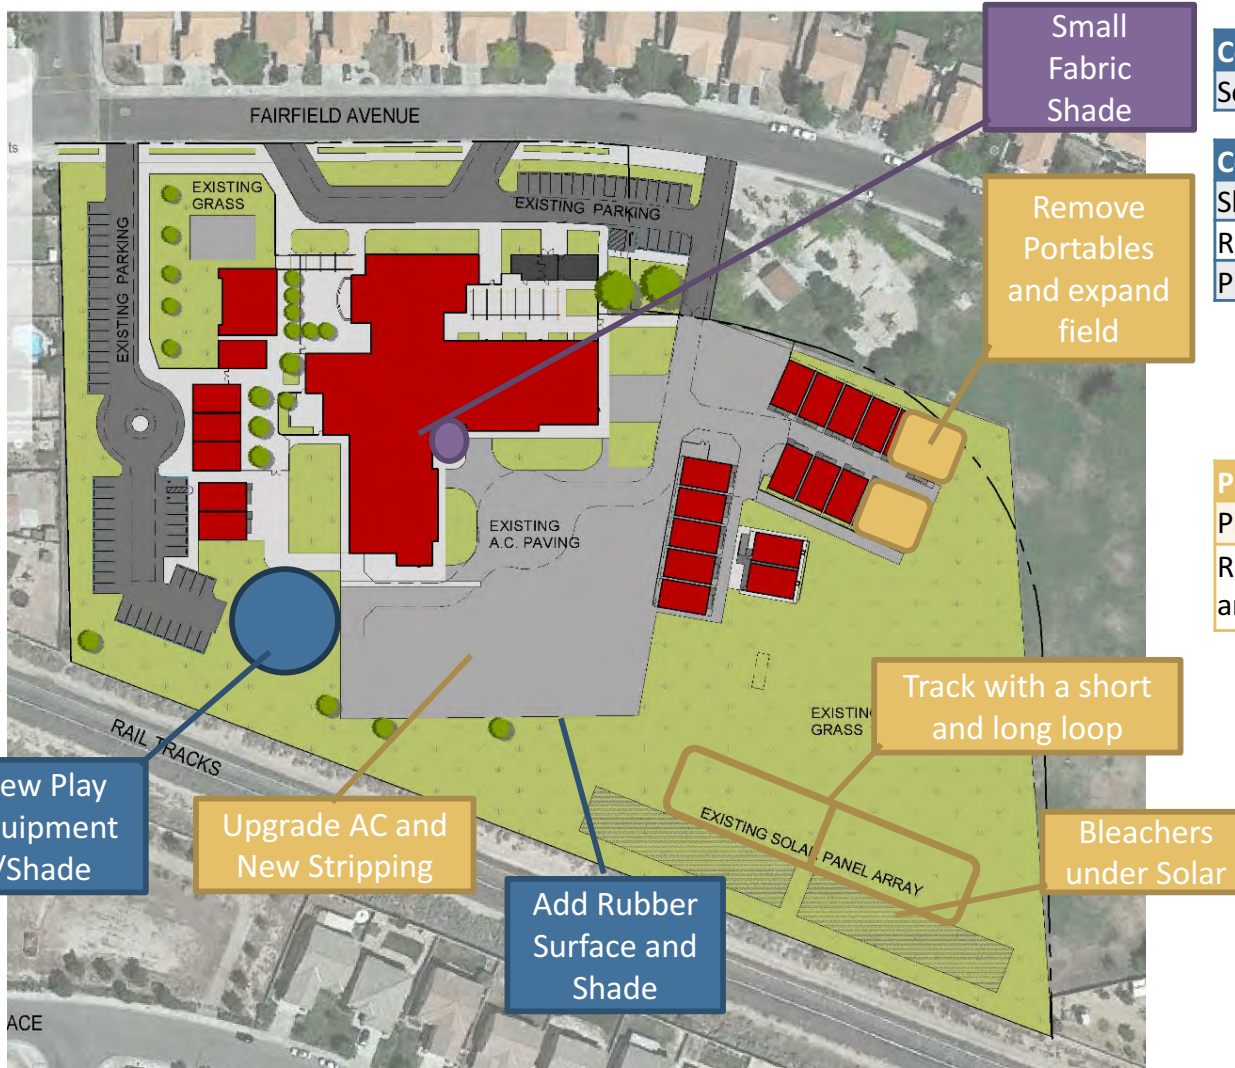 Small
Fabric
Shade
FAIRFIELD AVENUE
EXISTING
GRASS
EXISTING PARKING
EXISTING PARKING
Remove
Portables
and expand
field
EXISTING
A.C. PAVING
Track with a short
and long loop
EXISTING
GRASS
RAIL TRACKS
ew Play
quipment
/Shade
Upgrade AC and
New Stripping
EXISTING SOLAR PANEL ARRAY
Bleachers
under Solar
Add Rubber
Surface and
Shade
ACE